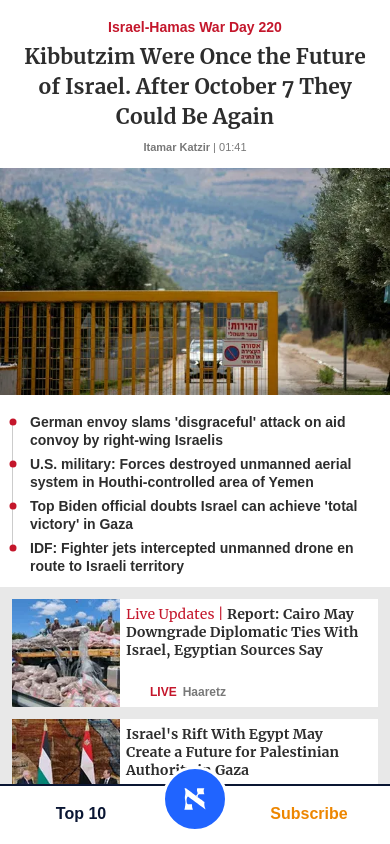 Israel-Hamas War Day 220
Kibbutzim Were Once the Future
of Israel. After October 7 They
Could Be Again
Itamar Katzir | 01:41
זהירות!
German envoy slams 'disgraceful' attack on aid
convoy by right-wing Israelis
U.S. military: Forces destroyed unmanned aerial
system in Houthi-controlled area of Yemen
Top Biden official doubts Israel can achieve 'total
victory' in Gaza
IDF: Fighter jets intercepted unmanned drone en
route to Israeli territory
Live Updates | Report: Cairo May
Downgrade Diplomatic Ties With
Israel, Egyptian Sources Say
LIVE Haaretz
Israel's Rift With Egypt May
Create a Future for Palestinian
Gaza
Top 10
Subscribe